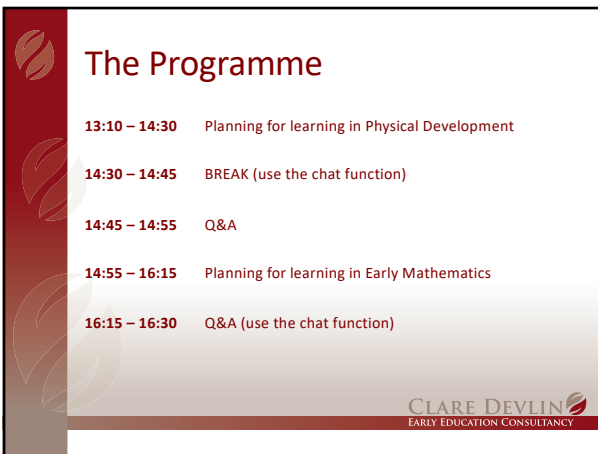 The Programme
13:10 – 14:30 Planning for learning in Physical Development
14:30 – 14:45 BREAK (use the chat function)
14:45 – 14:55 Q&A
14:55 – 16:15 Planning for learning in Early Mathematics
16:15 – 16:30 Q&A (use the chat function)
CLARE DEVLIN
EARLY EDUCATION CONSULTANCY